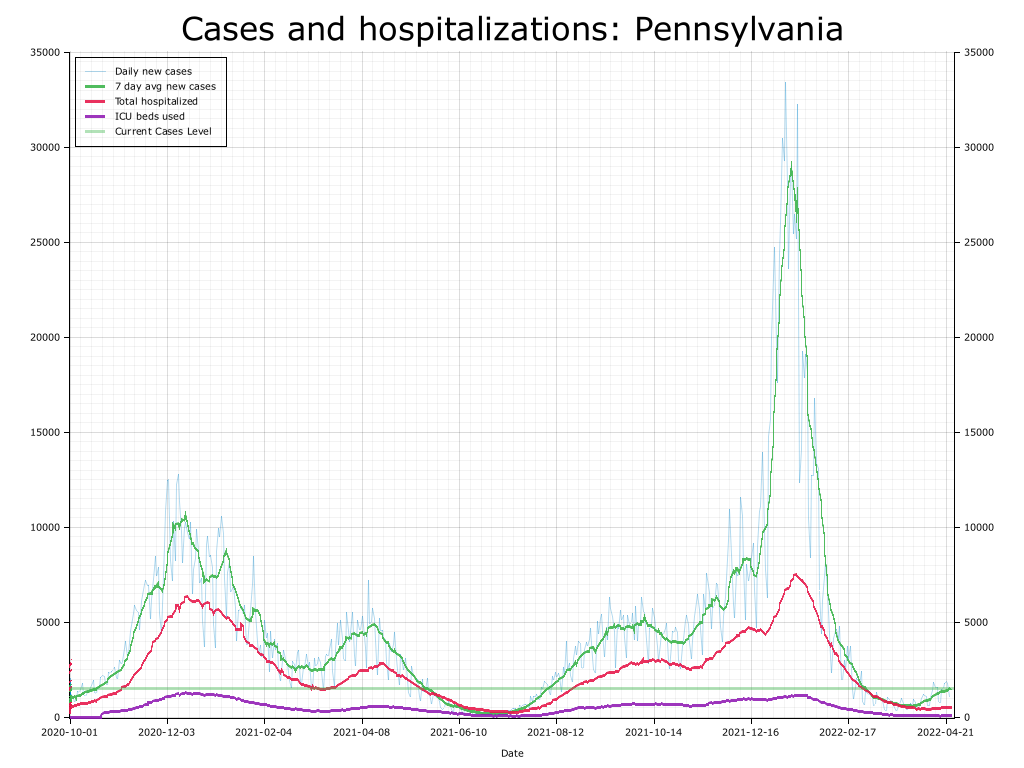 Cases and hospitalizations: Pennsylvania
35000 35000
Daily new cases
7 day avg new cases
Total hospitalized
ICU beds used
Current Cases Level
30000 30000
25000 25000
20000 20000
15000 15000
10000 10000
5000 5000
0 0
2020-10-01 2020-12-03 2021-02-04 2021-04-08 2021-06-10 2021-08-12 2021-10-14 2021-12-16 2022-02-17 2022-04-21
Date